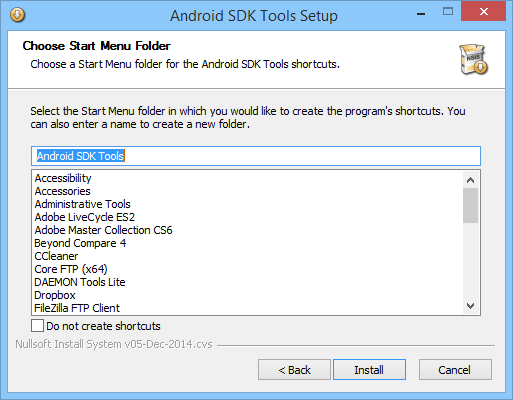 Android SDK Tools Setup
Choose Start Menu Folder
Choose a Start Menu folder for the Android SDK Tools shortcuts.
NSIS
Select the Start Menu folder in which you would like to create the program's shortcuts. You
can also enter a name to create a new folder.
Android SDK Tools
Accessibility
Accessories
Administrative Tools
Adobe LiveCycle ES2
Adobe Master Collection CS6
Beyond Compare 4
CCleaner
Core FTP (x64)
DAEMON Tools Lite
Dropbox
FileZilla FTP Client
Do not create shortcuts
Nullsoft Install System v05-Dec-2014.cvs
< Back
Install
Cancel